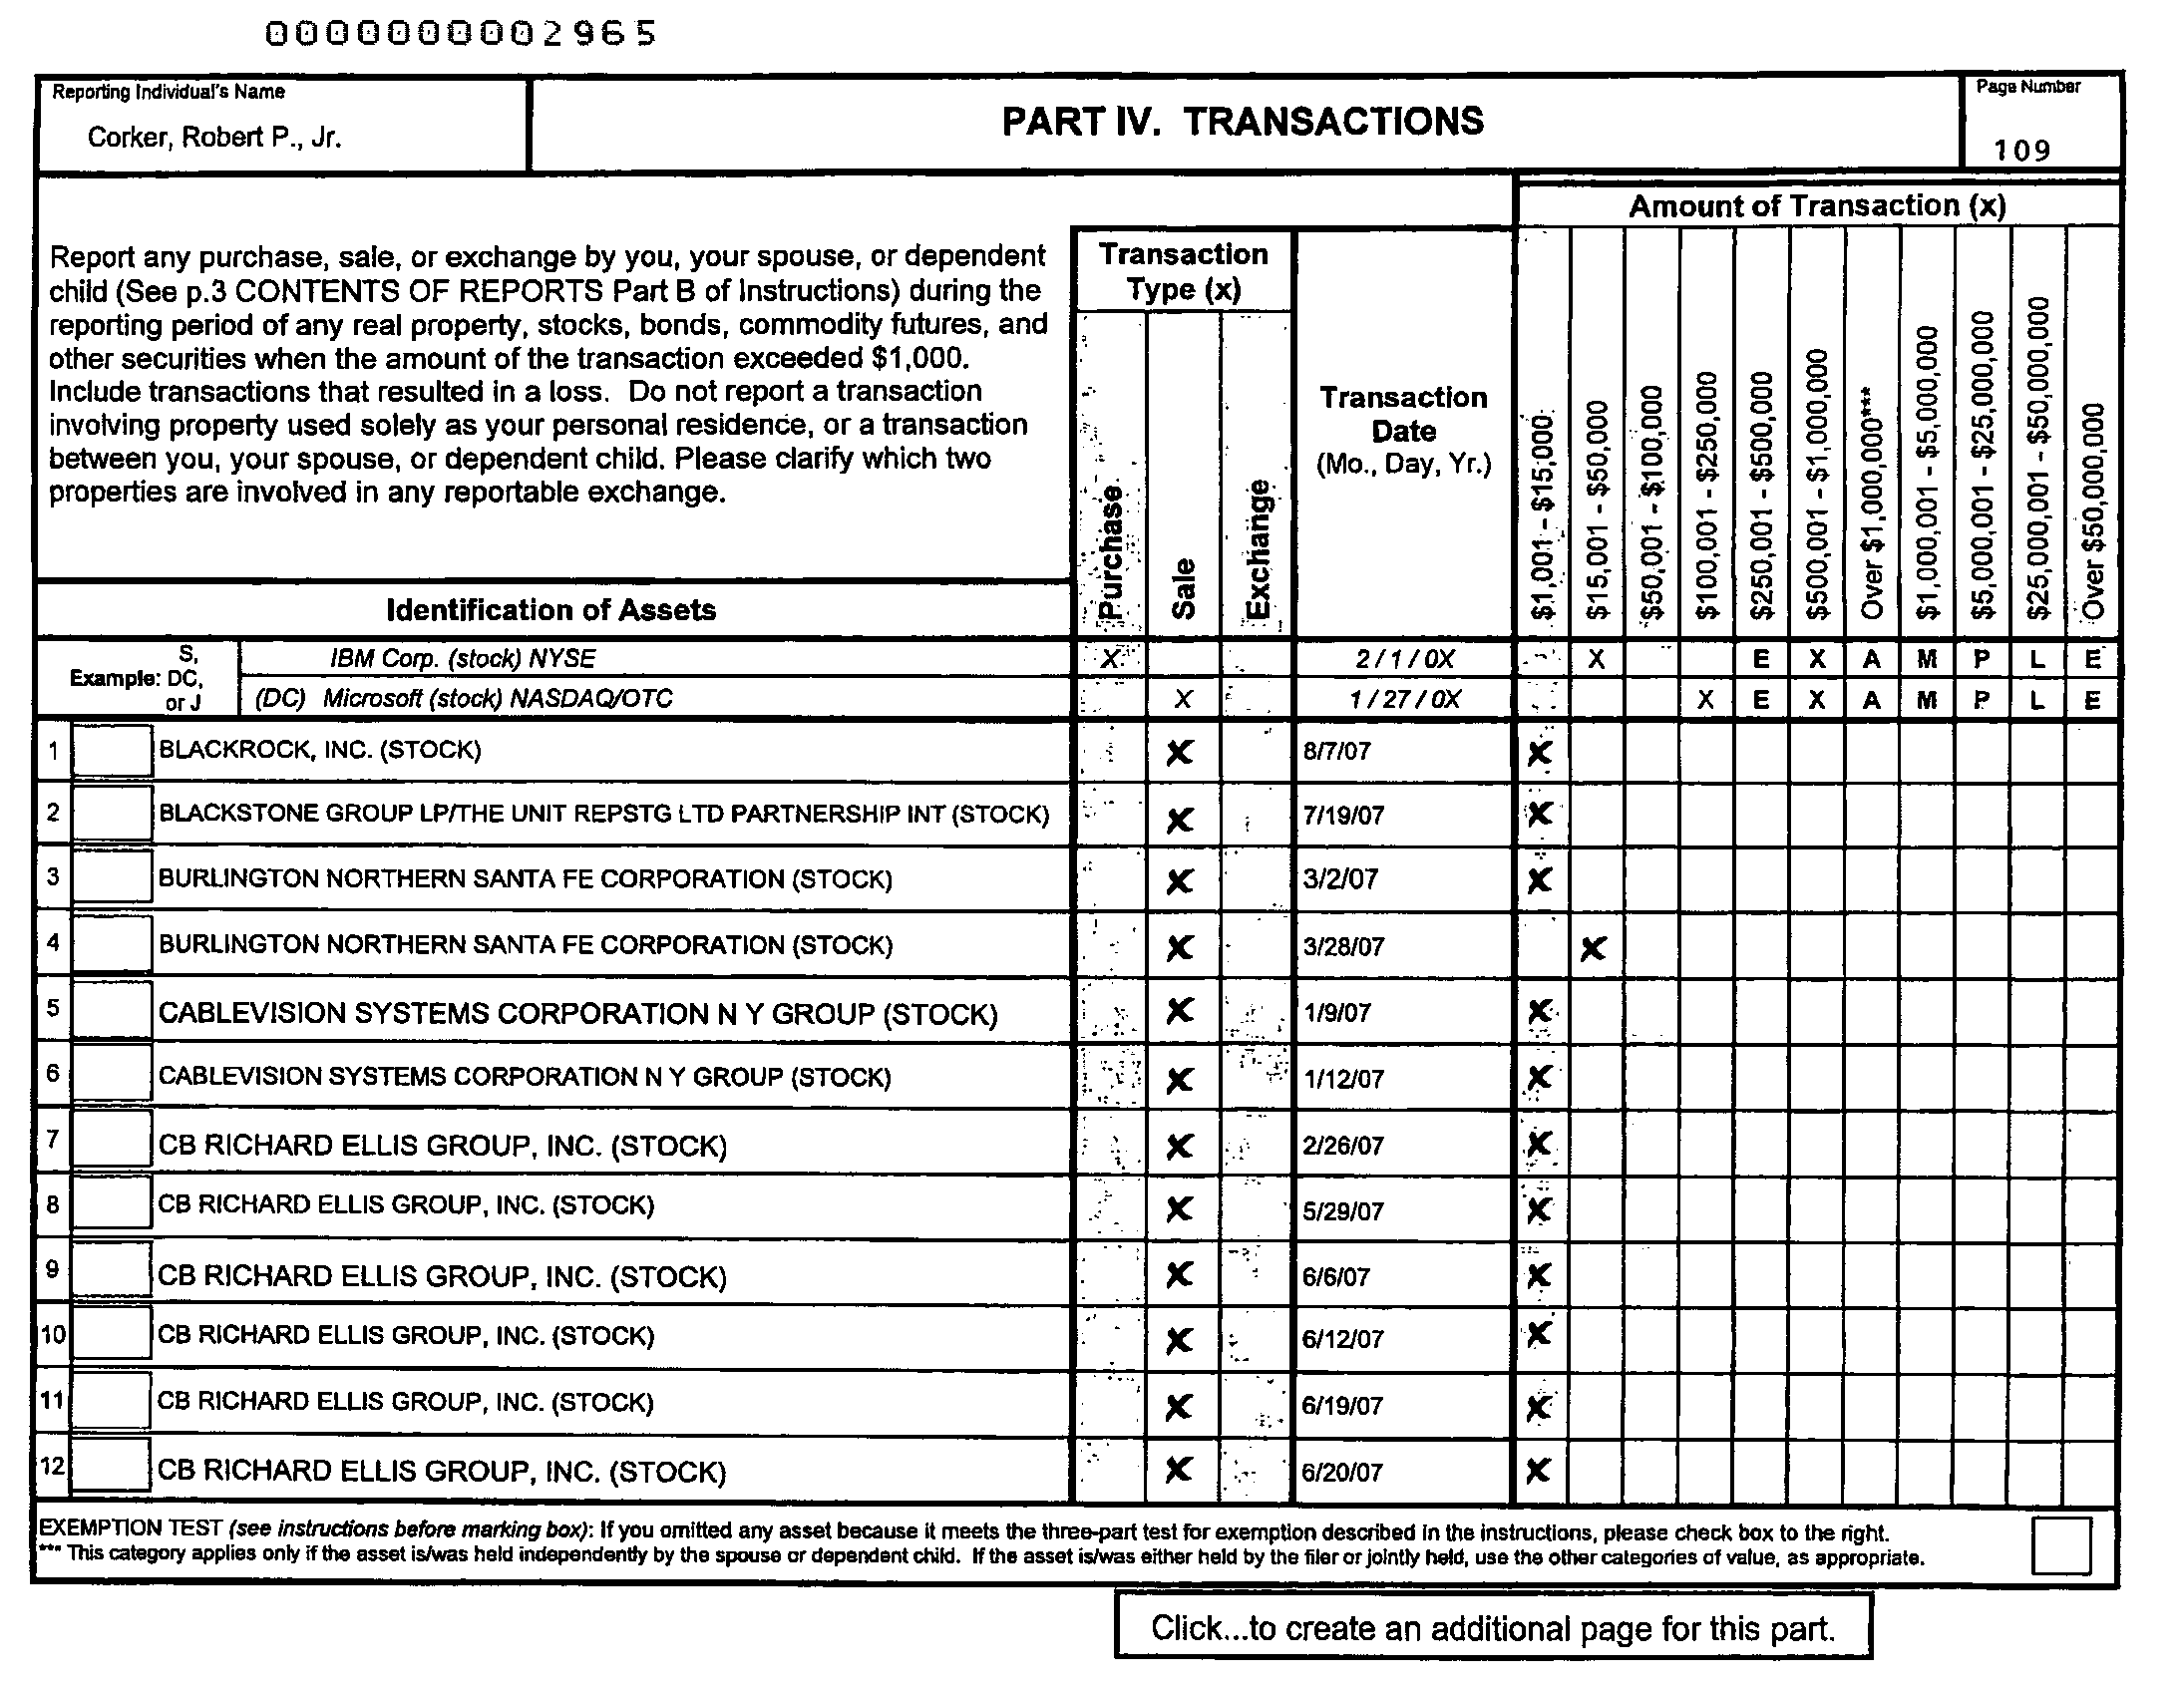 0000000002965
Reporting Individual's Name
Corker, Robert P., Jr.
PART IV. TRANSACTIONS
Page Number
109
Amount of Transaction (x)
Report any purchase, sale, or exchange by you, your spouse, or dependent
child (See p.3 CONTENTS OF REPORTS Part B of Instructions) during the
reporting period of any real property, stocks, bonds, commodity futures, and
other securities when the amount of the transaction exceeded $1,000.
Include transactions that resulted in a loss. Do not report a transaction
involving property used solely as your personal residence, or a transaction
between you, your spouse, or dependent child. Please clarify which two
properties are involved in any reportable exchange.
Transaction
Type (x)
Purchase
Sale
Exchange
Transaction
Date
(Mo., Day, Yr.)
$1,001 - $15,000
$15,001 - $50,000
$50,001 - $100,000
$100,001 - $250,000
$250,001 - $500,000
$500,001 - $1,000,000
Over $1,000,000***
$1,000,001 - $5,000,000
$5,000,001 - $25,000,000
$25,000,001 - $50,000,000
Over $50,000,000
Identification of Assets
Example: S, DC, or J
IBM Corp. (stock) NYSE X 2 / 1 / 0X X E X A M P L E
(DC) Microsoft (stock) NASDAQ/OTC X 1 / 27 / 0X X E X A M P L E
1 BLACKROCK, INC. (STOCK) X 8/7/07 X
2 BLACKSTONE GROUP LP/THE UNIT REPSTG LTD PARTNERSHIP INT (STOCK) X 7/19/07 X
3 BURLINGTON NORTHERN SANTA FE CORPORATION (STOCK) X 3/2/07 X
4 BURLINGTON NORTHERN SANTA FE CORPORATION (STOCK) X 3/28/07 X
5 CABLEVISION SYSTEMS CORPORATION N Y GROUP (STOCK) X 1/9/07 X
6 CABLEVISION SYSTEMS CORPORATION N Y GROUP (STOCK) X 1/12/07 X
7 CB RICHARD ELLIS GROUP, INC. (STOCK) X 2/26/07 X
8 CB RICHARD ELLIS GROUP, INC. (STOCK) X 5/29/07 X
9 CB RICHARD ELLIS GROUP, INC. (STOCK) X 6/6/07 X
10 CB RICHARD ELLIS GROUP, INC. (STOCK) X 6/12/07 X
11 CB RICHARD ELLIS GROUP, INC. (STOCK) X 6/19/07 X
12 CB RICHARD ELLIS GROUP, INC. (STOCK) X 6/20/07 X
EXEMPTION TEST (see instructions before marking box): If you omitted any asset because it meets the three-part test for exemption described in the instructions, please check box to the right.
*** This category applies only if the asset is/was held independently by the spouse or dependent child. If the asset is/was either held by the filer or jointly held, use the other categories of value, as appropriate.
Click...to create an additional page for this part.